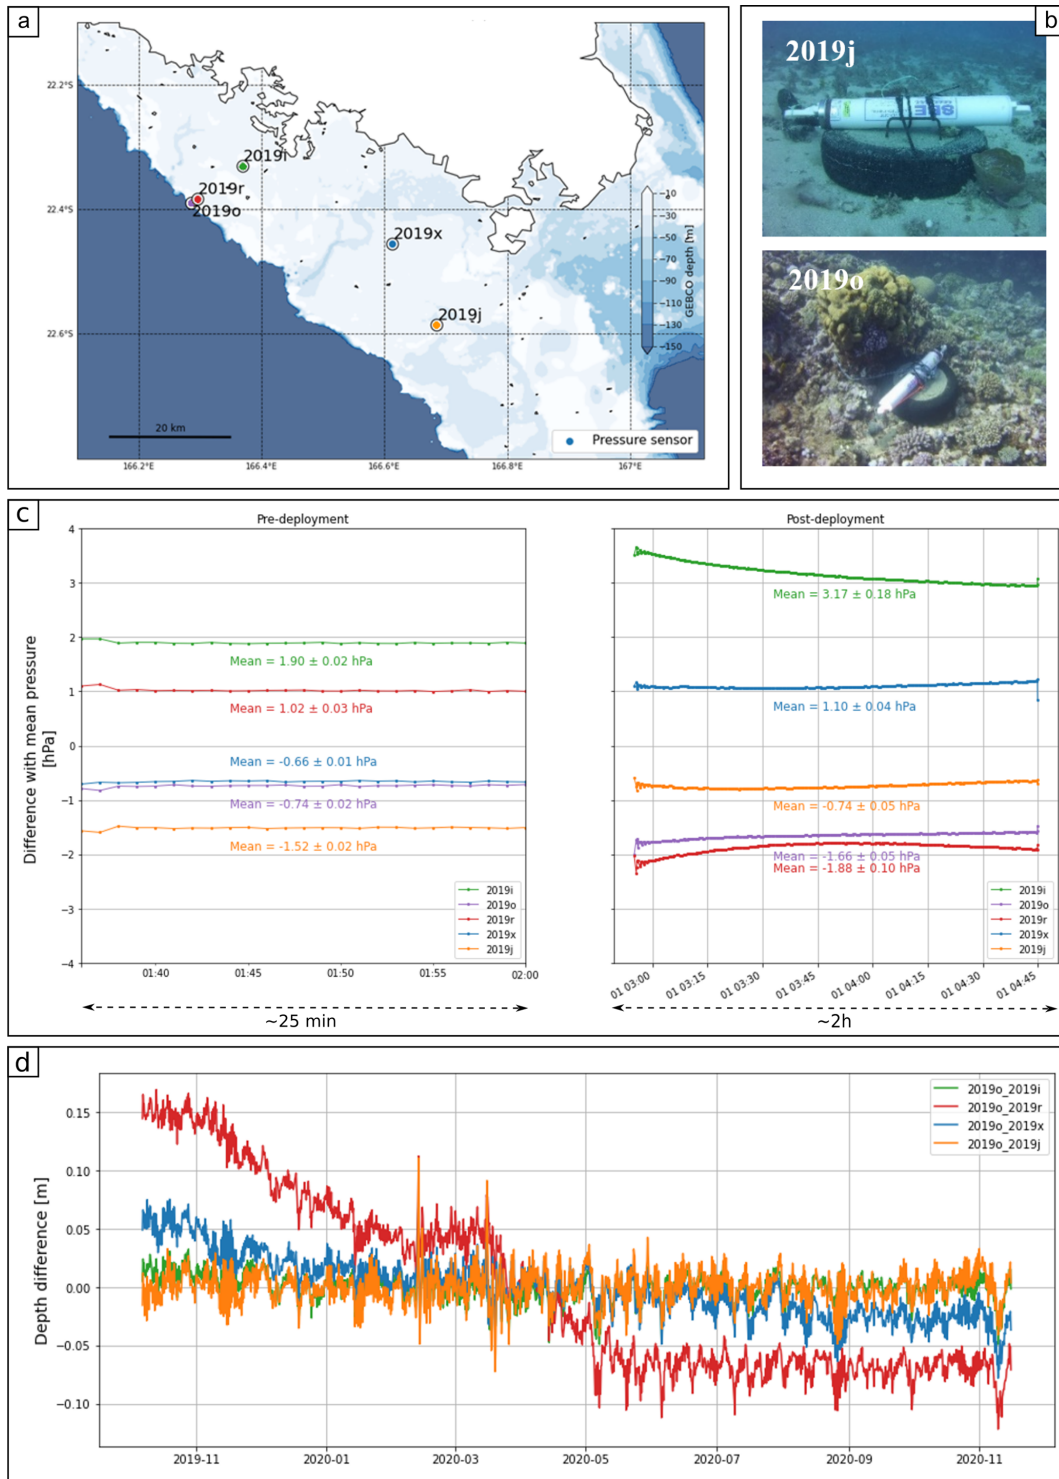 a
22.2°S
22.4°S
22.6°S
2019i
2019r
2019o
2019x
2019j
−10
−30
−50
−70
−90
−110
−130
−150
GEBCO depth [m]
20 km
Pressure sensor
166.2°E
166.4°E
166.6°E
166.8°E
167°E
b
2019j
SBE
2019o
c
Pre-deployment
Difference with mean pressure
[hPa]
4
3
2
1
0
−1
−2
−3
−4
Mean = 1.90 ± 0.02 hPa
Mean = 1.02 ± 0.03 hPa
Mean = -0.66 ± 0.01 hPa
Mean = -0.74 ± 0.02 hPa
Mean = -1.52 ± 0.02 hPa
2019i
2019o
2019r
2019x
2019j
01:40
01:45
01:50
01:55
02:00
~25 min
Post-deployment
Mean = 3.17 ± 0.18 hPa
Mean = 1.10 ± 0.04 hPa
Mean = -0.74 ± 0.05 hPa
Mean = -1.66 ± 0.05 hPa
Mean = -1.88 ± 0.10 hPa
2019i
2019o
2019r
2019x
2019j
01 03:00
01 03:15
01 03:30
01 03:45
01 04:00
01 04:15
01 04:30
01 04:45
~2h
d
Depth difference [m]
0.15
0.10
0.05
0.00
−0.05
−0.10
2019o_2019i
2019o_2019r
2019o_2019x
2019o_2019j
2019-11
2020-01
2020-03
2020-05
2020-07
2020-09
2020-11